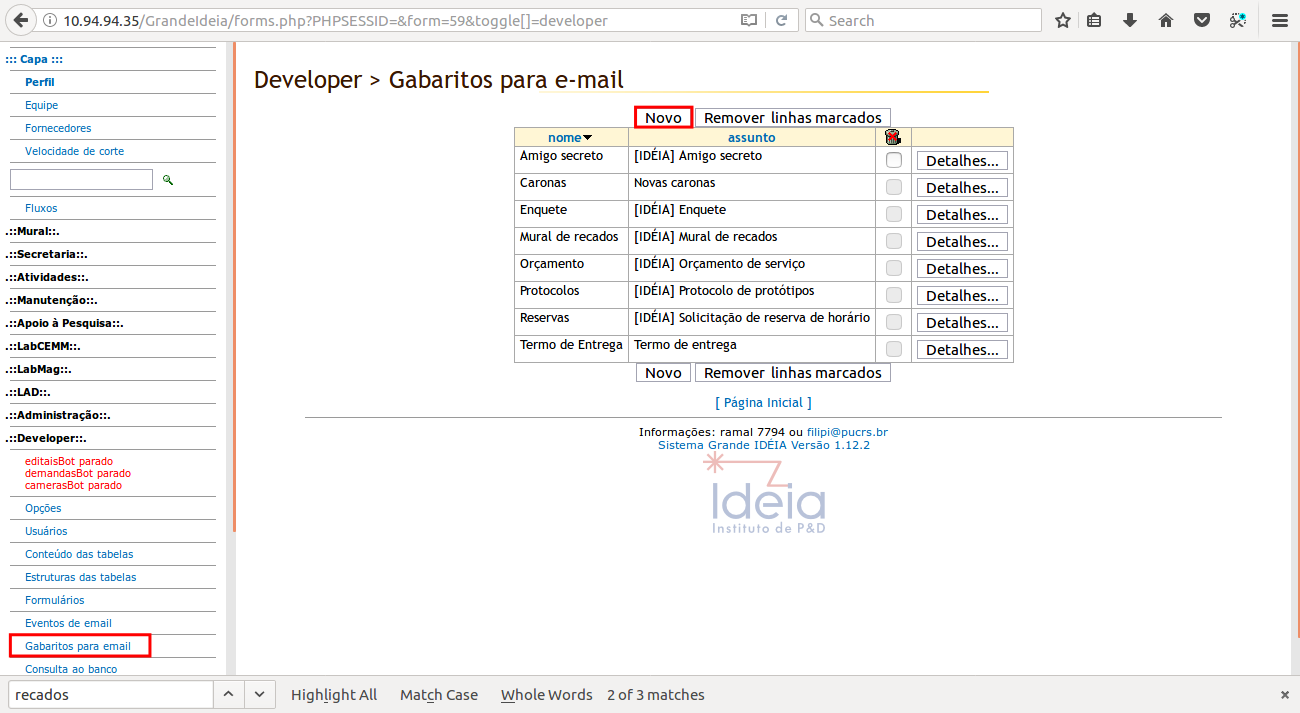 10.94.94.35/GrandeIdeia/forms.php?PHPSESSID=&form=59&toggle[]=developer
Search
::: Capa :::
Perfil
Equipe
Fornecedores
Velocidade de corte
Fluxos
.::Mural::.
.::Secretaria::.
.::Atividades::.
.::Manutenção::.
.::Apoio à Pesquisa::.
.::LabCEMM::.
.::LabMag::.
.::LAD::.
.::Administração::.
.::Developer::.
editaisBot parado
demandasBot parado
camerasBot parado
Opções
Usuários
Conteúdo das tabelas
Estruturas das tabelas
Formulários
Eventos de email
Gabaritos para email
Consulta ao banco
Developer > Gabaritos para e-mail
Novo Remover linhas marcados
nome assunto
Amigo secreto [IDÉIA] Amigo secreto Detalhes...
Caronas Novas caronas Detalhes...
Enquete [IDÉIA] Enquete Detalhes...
Mural de recados [IDÉIA] Mural de recados Detalhes...
Orçamento [IDÉIA] Orçamento de serviço Detalhes...
Protocolos [IDÉIA] Protocolo de protótipos Detalhes...
Reservas [IDÉIA] Solicitação de reserva de horário Detalhes...
Termo de Entrega Termo de entrega Detalhes...
Novo Remover linhas marcados
[ Página Inicial ]
Informações: ramal 7794 ou filipi@pucrs.br
Sistema Grande IDÉIA Versão 1.12.2
Ideia
Instituto de P&D
recados Highlight All Match Case Whole Words 2 of 3 matches